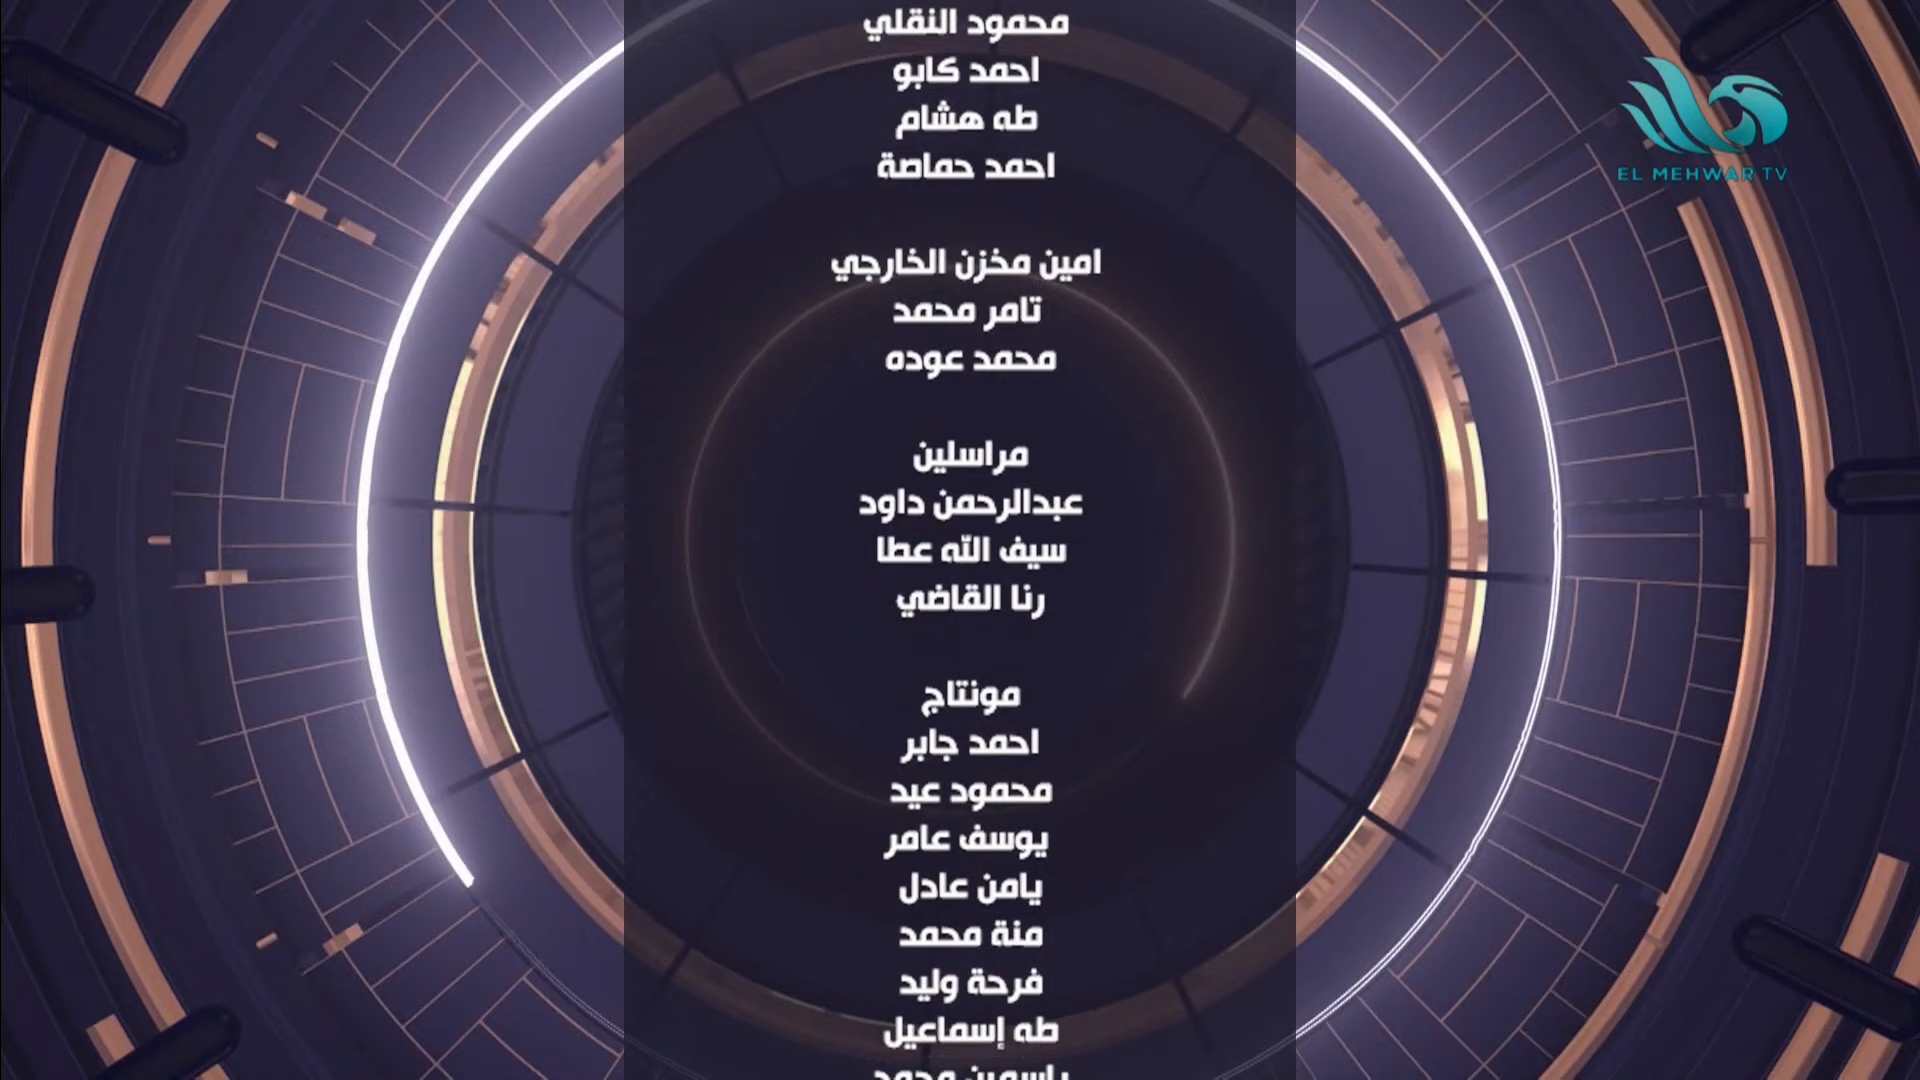 محمود النقلي
احمد كابو
طه هشام
احمد حماصة
امين مخزن الخارجي
تامر محمد
محمد عوده
مراسلين
عبدالرحمن داود
سيف الله عطا
رنا القاضي
مونتاج
احمد جابر
محمود عيد
يوسف عامر
يامن عادل
منة محمد
فرحة وليد
طه إسماعيل
ياسمين محمد
EL MEHWAR TV